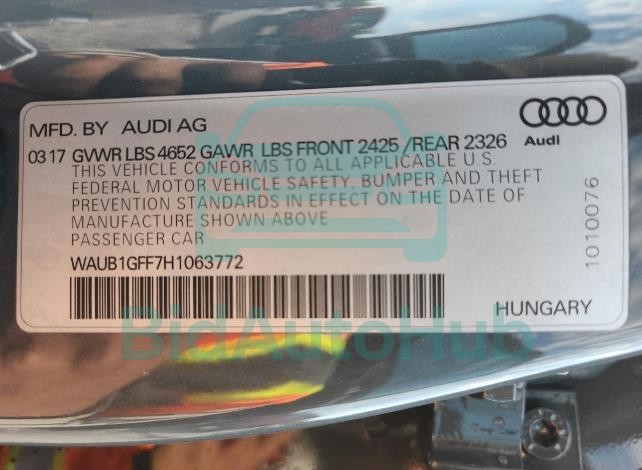 MFD. BY AUDI AG
03 17 GVWR LBS 4652 GAWR LBS FRONT 2425 /REAR 2326
THIS VEHICLE CONFORMS TO ALL APPLICABLE U.S.
FEDERAL MOTOR VEHICLE SAFETY, BUMPER AND THEFT
PREVENTION STANDARDS IN EFFECT ON THE DATE OF
MANUFACTURE SHOWN ABOVE
PASSENGER CAR
WAUB1GFF7H1063772
Audi
1010076
HUNGARY
BidAutoHub